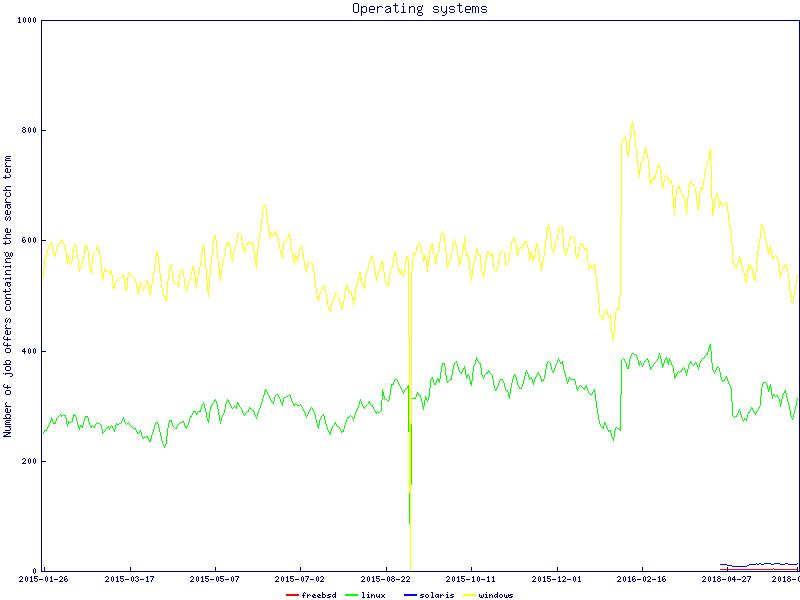 Operating systems
1000
800
600
400
200
0
Number of job offers containing the search term
2015-01-26 2015-03-17 2015-05-07 2015-07-02 2015-08-22 2015-10-11 2015-12-01 2016-02-16 2018-04-27 2018-0
freebsd linux solaris windows